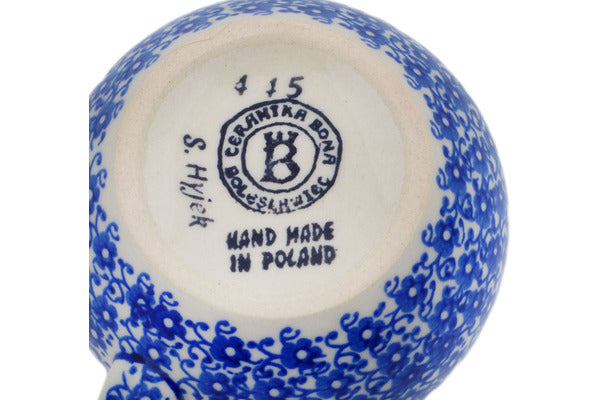 415
CERAMIKA BONA
B
BOLESŁAWIEC
HAND MADE
IN POLAND
S. Hyjek